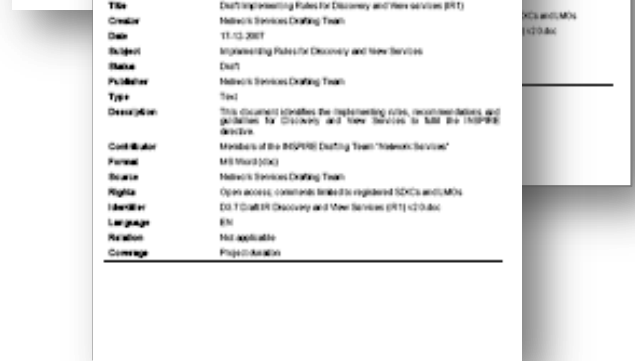 Title Draft Implementing Rules for Discovery and View services (IR1)
Creator Network Services Drafting Team
Date 17-12-2007
Subject Implementing Rules for Discovery and View Services
Status Draft
Publisher Network Services Drafting Team
Type Text
Description This document identifies the implementing rules, recommendations and
guidelines for Discovery and View Services to fulfil the INSPIRE
directive.
Contributor Members of the INSPIRE Drafting Team "Network Services"
Format MS Word (doc)
Source Network Services Drafting Team
Rights Open access, comments limited to registered SDICs and LMOs
Identifier D3.7 Draft IR Discovery and View Services (IR1) v2.0.doc
Language EN
Relation Not applicable
Coverage Project duration
ICs and LMOs
v2.0.doc